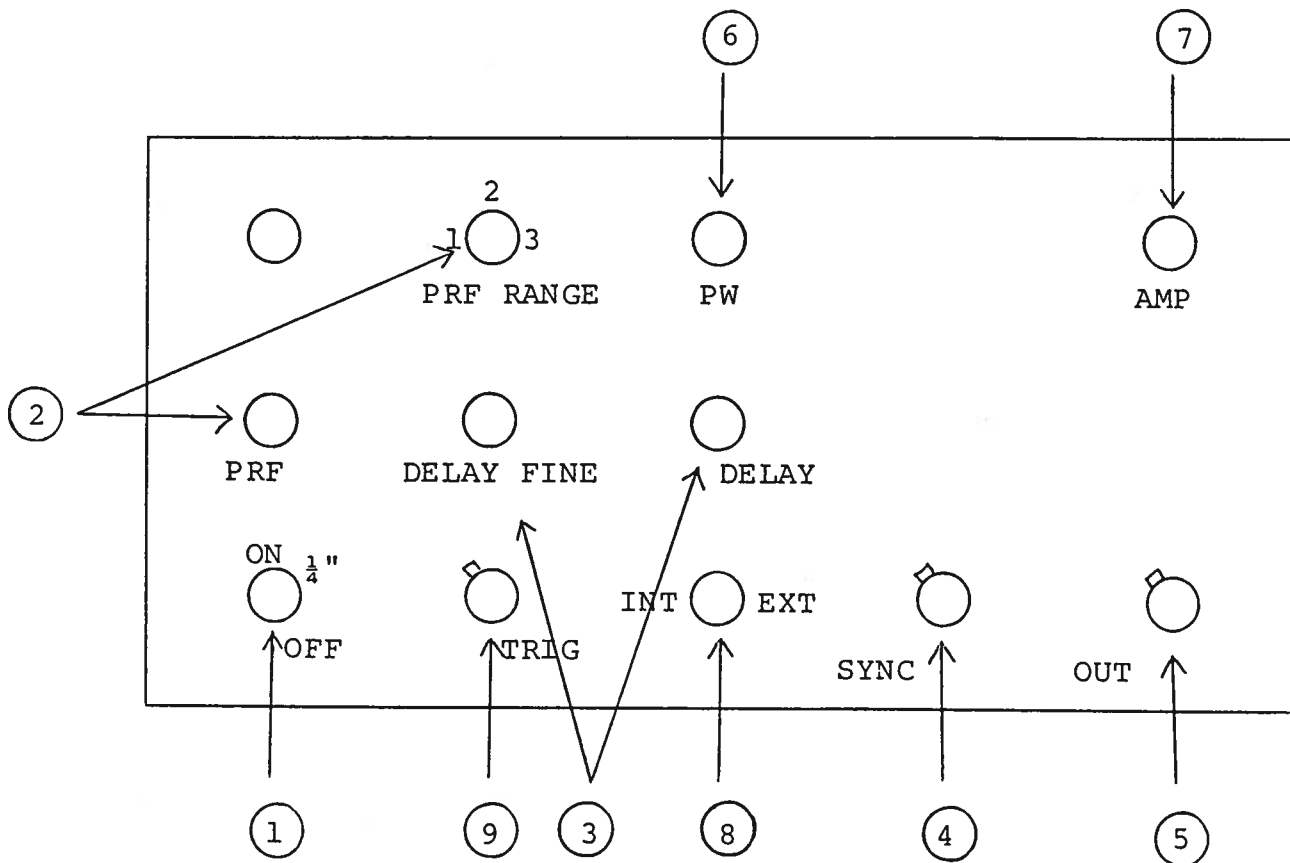 6 7
2
1 3
PRF RANGE PW AMP
2
PRF DELAY FINE DELAY
ON 1/4"
INT EXT
OFF TRIG
SYNC OUT
1 9 3 8 4 5